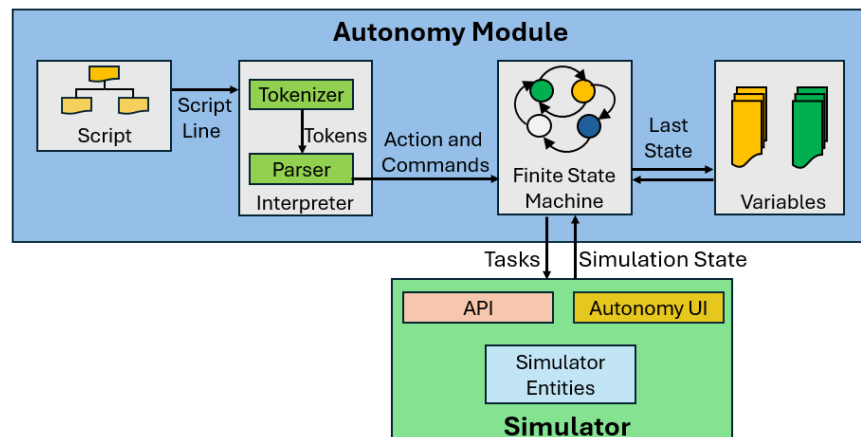 Autonomy Module
Script
Script
Line
Tokenizer
Tokens
Parser
Interpreter
Action and
Commands
Finite State
Machine
Last
State
Variables
Tasks
Simulation State
API
Autonomy UI
Simulator
Entities
Simulator